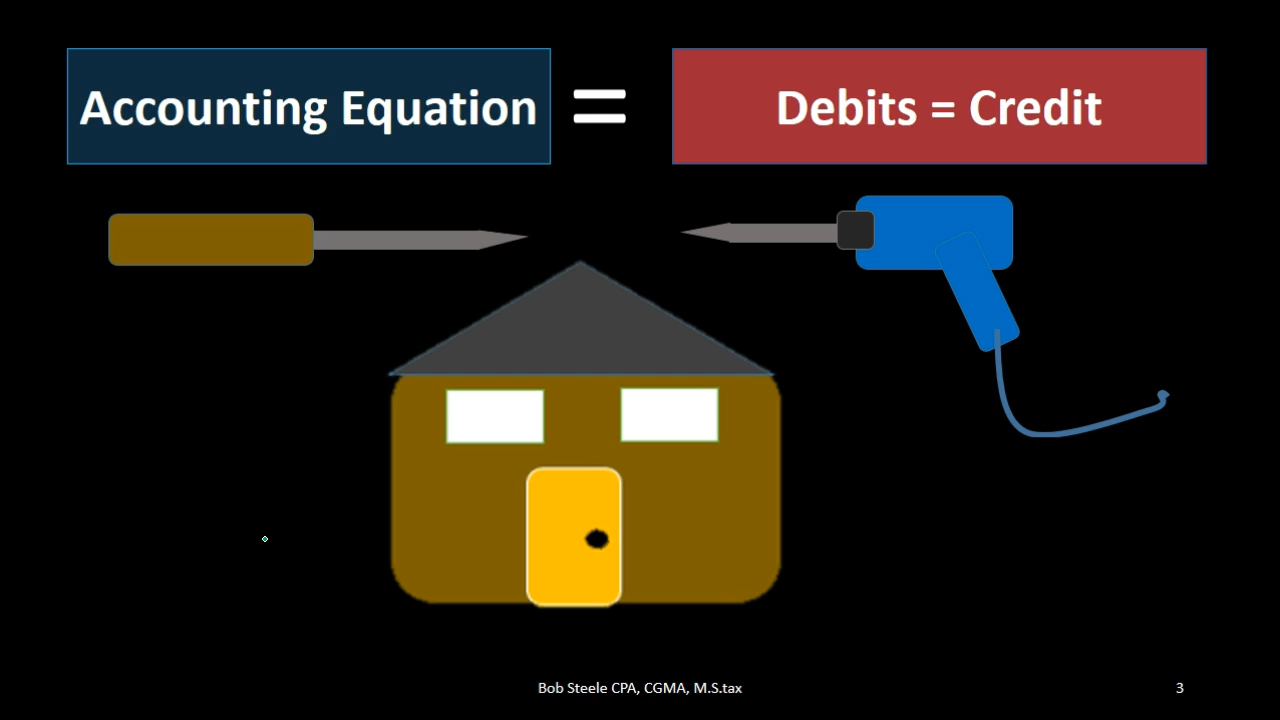 Accounting Equation
=
Debits = Credit
Bob Steele CPA, CGMA, M.S.tax
3